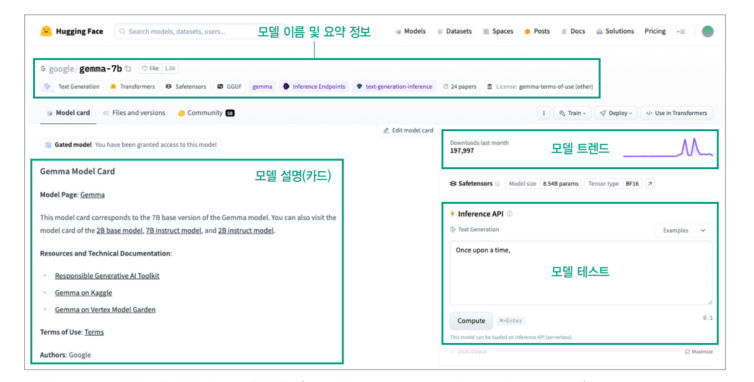 Hugging Face
Search models, datasets, users...
모델 이름 및 요약 정보
Models
Datasets
Spaces
Posts
Docs
Solutions
Pricing
google/gemma-7b
like 1.8k
Text Generation
Transformers
Safetensors
GGUF
gemma
Inference Endpoints
text-generation-inference
24 papers
License: gemma-terms-of-use (other)
Model card
Files and versions
Community
Train
Deploy
</> Use in Transformers
Edit model card
Gated model You have been granted access to this model
Downloads last month
197,997
모델 트렌드
Gemma Model Card
모델 설명(카드)
Model Page: Gemma
This model card corresponds to the 7B base version of the Gemma model. You can also visit the
model card of the 2B base model, 7B instruct model, and 2B instruct model.
Resources and Technical Documentation:
Responsible Generative AI Toolkit
Gemma on Kaggle
Gemma on Vertex Model Garden
Terms of Use: Terms
Authors: Google
Safetensors
Model size 8.54B params
Tensor type BF16
Inference API
Text Generation
Examples
Once upon a time,
모델 테스트
Compute
⌘+Enter
0.1
This model can be loaded on Inference API (serverless).
JSON Output
Maximize